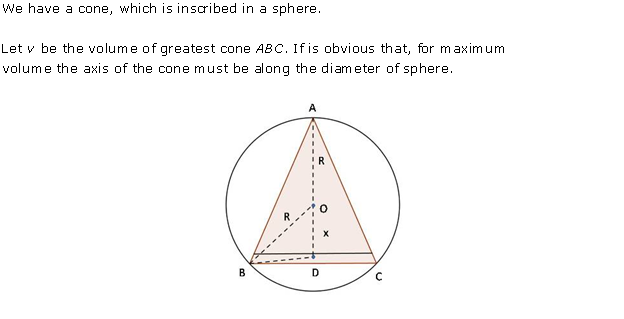 We have a cone, which is inscribed in a sphere.
Let v be the volume of greatest cone ABC. If is obvious that, for maximum
volume the axis of the cone must be along the diameter of sphere.
A
R
R
O
x
B
D
C